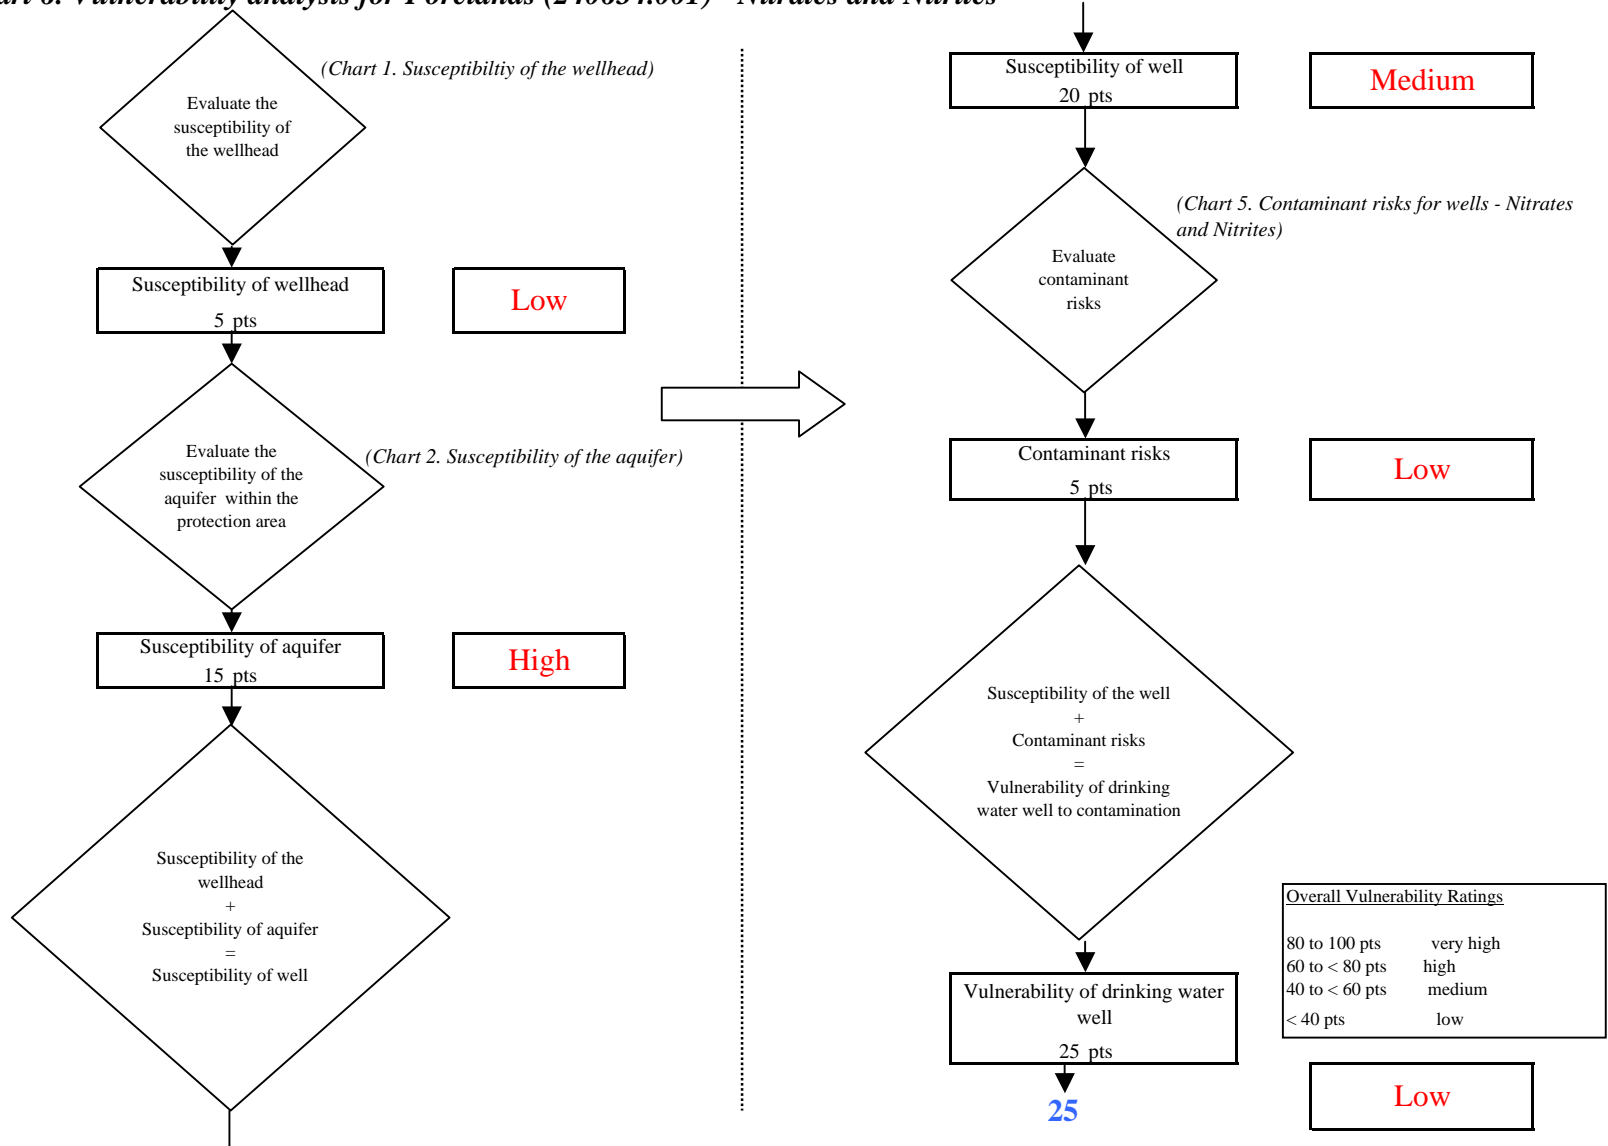 Vulnerability analysis for
Nitrates and Nitrites
(Chart 1. Susceptibiltiy of the wellhead)
Evaluate the
susceptibility of
the wellhead
Susceptibility of wellhead
5 pts
Low
Evaluate the
susceptibility of the
aquifer within the
protection area
(Chart 2. Susceptibility of the aquifer)
Susceptibility of aquifer
15 pts
High
Susceptibility of the
wellhead
+
Susceptibility of aquifer
=
Susceptibility of well
Susceptibility of well
20 pts
Medium
(Chart 5. Contaminant risks for wells - Nitrates
and Nitrites)
Evaluate
contaminant
risks
Contaminant risks
5 pts
Low
Susceptibility of the well
+
Contaminant risks
=
Vulnerability of drinking
water well to contamination
Vulnerability of drinking water
well
25 pts
25
Overall Vulnerability Ratings
80 to 100 pts very high
60 to < 80 pts high
40 to < 60 pts medium
< 40 pts low
Low